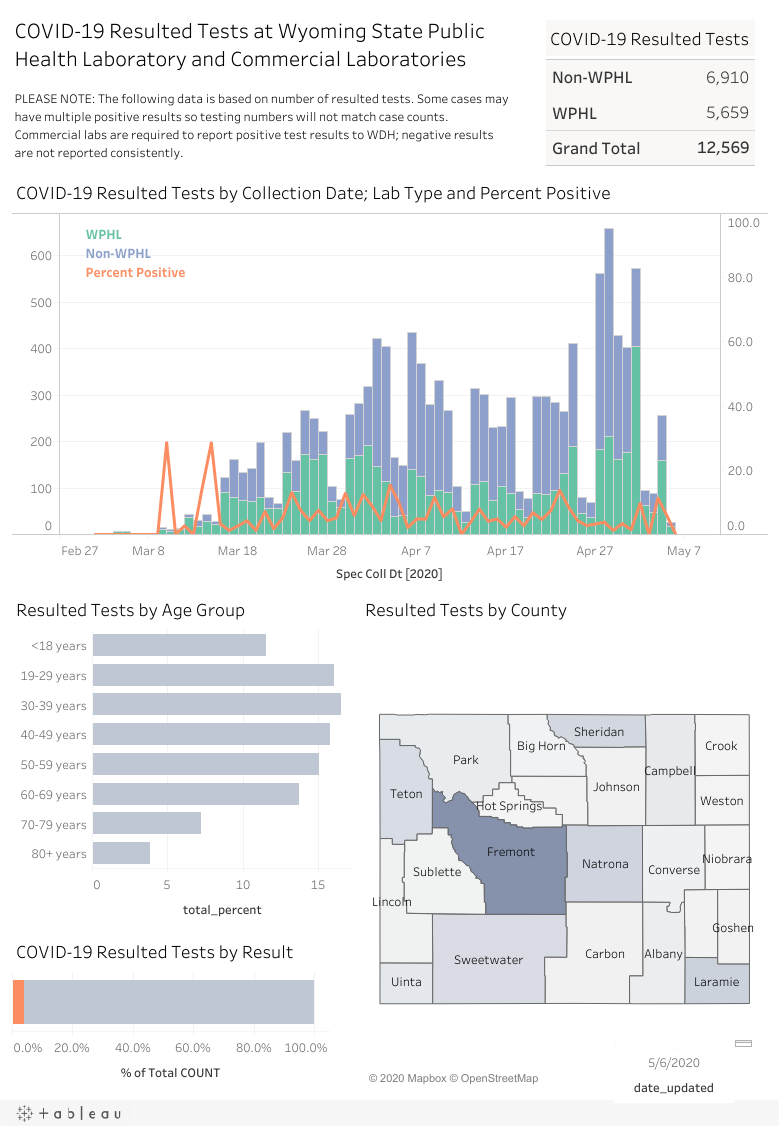 COVID-19 Resulted Tests at Wyoming State Public
Health Laboratory and Commercial Laboratories
PLEASE NOTE: The following data is based on number of resulted tests. Some cases may
have multiple positive results so testing numbers will not match case counts.
Commercial labs are required to report positive test results to WDH; negative results
are not reported consistently.
COVID-19 Resulted Tests
Non-WPHL 6,910
WPHL 5,659
Grand Total 12,569
COVID-19 Resulted Tests by Collection Date; Lab Type and Percent Positive
WPHL
Non-WPHL
Percent Positive
600
500
400
300
200
100
0
100.0
80.0
60.0
40.0
20.0
0.0
Feb 27 Mar 8 Mar 18 Mar 28 Apr 7 Apr 17 Apr 27 May 7
Spec Coll Dt [2020]
Resulted Tests by Age Group
<18 years
19-29 years
30-39 years
40-49 years
50-59 years
60-69 years
70-79 years
80+ years
0 5 10 15
total_percent
COVID-19 Resulted Tests by Result
0.0% 20.0% 40.0% 60.0% 80.0% 100.0%
% of Total COUNT
Resulted Tests by County
Sheridan
Big Horn
Crook
Park
Campbell
Johnson
Teton
Hot Springs
Weston
Fremont
Natrona
Niobrara
Sublette
Converse
Lincoln
Goshen
Sweetwater
Carbon
Albany
Uinta
Laramie
5/6/2020
date_updated
© 2020 Mapbox © OpenStreetMap
+ a b l e a u